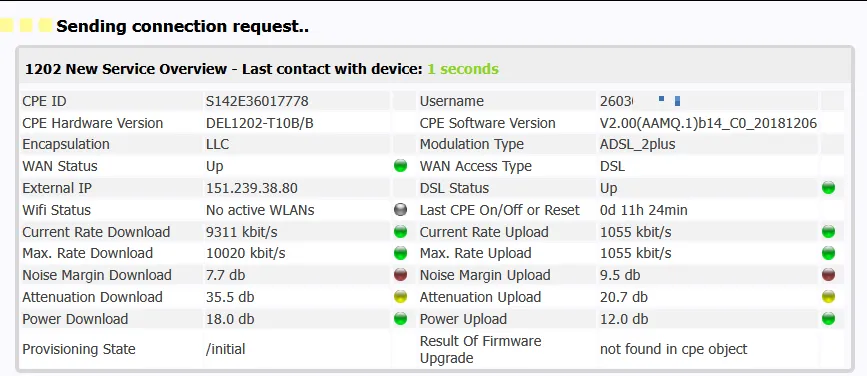 Sending connection request..
1202 New Service Overview - Last contact with device: 1 seconds
CPE ID S142E36017778 Username 2603
CPE Hardware Version DEL1202-T10B/B CPE Software Version V2.00(AAMQ.1)b14_C0_20181206
Encapsulation LLC Modulation Type ADSL_2plus
WAN Status Up WAN Access Type DSL
External IP 151.239.38.80 DSL Status Up
Wifi Status No active WLANs Last CPE On/Off or Reset 0d 11h 24min
Current Rate Download 9311 kbit/s Current Rate Upload 1055 kbit/s
Max. Rate Download 10020 kbit/s Max. Rate Upload 1055 kbit/s
Noise Margin Download 7.7 db Noise Margin Upload 9.5 db
Attenuation Download 35.5 db Attenuation Upload 20.7 db
Power Download 18.0 db Power Upload 12.0 db
Provisioning State /initial Result Of Firmware
Upgrade not found in cpe object